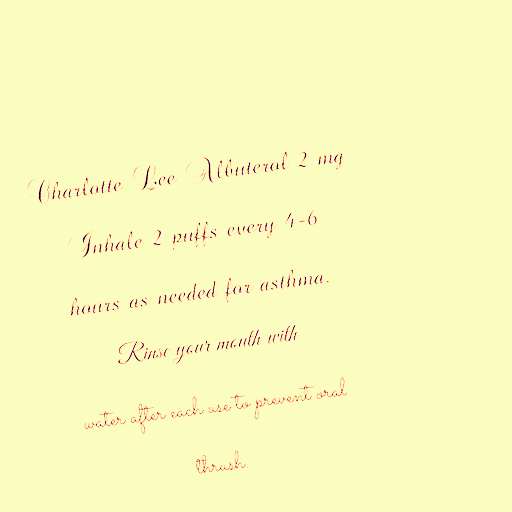 Charlotte Lee Albuterol 2 mg
Inhale 2 puffs every 4-6
hours as needed for asthma.
Rinse your mouth with
water after each use to prevent oral
thrush.